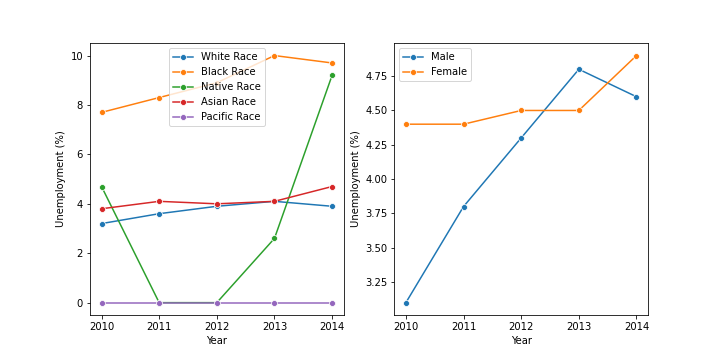 White Race
Black Race
Native Race
Asian Race
Pacific Race
10
8
6
4
2
0
Unemployment (%)
2010 2011 2012 2013 2014
Year
Male
Female
4.75
4.50
4.25
4.00
3.75
3.50
3.25
Unemployment (%)
2010 2011 2012 2013 2014
Year